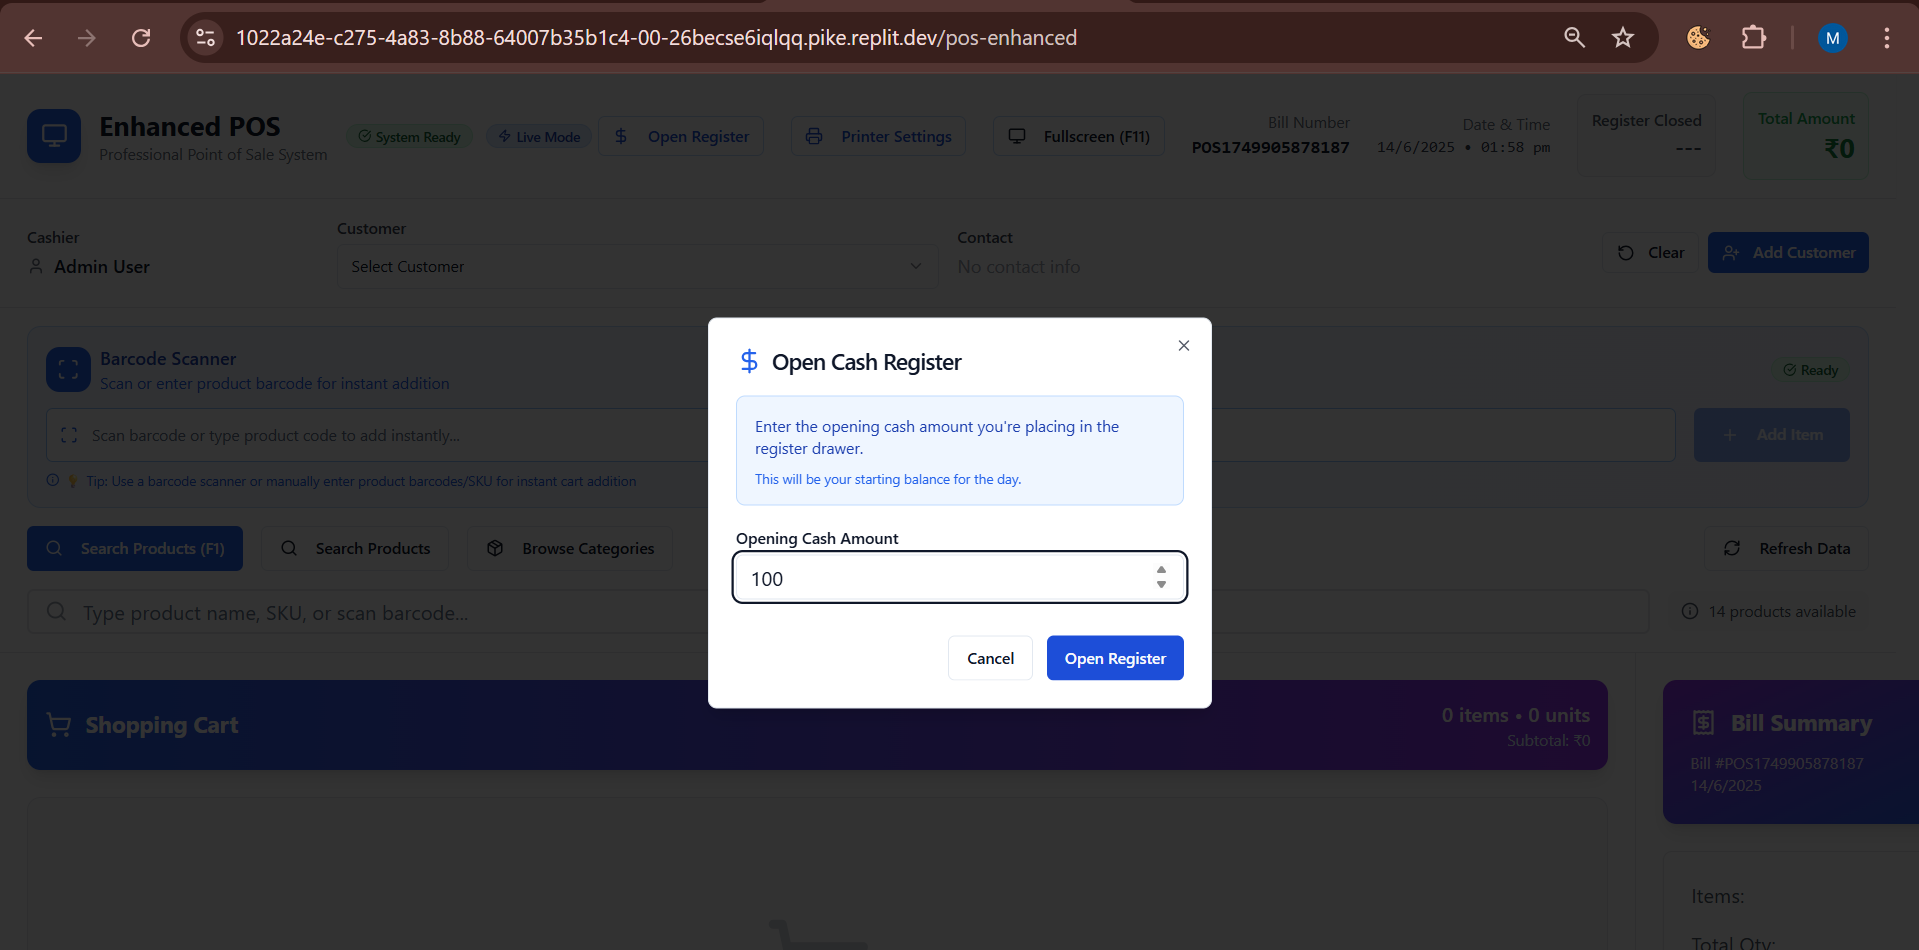 1022a24e-c275-4a83-8b88-64007b35b1c4-00-26becse6iqlqq.pike.replit.dev/pos-enhanced
M
Enhanced POS
Professional Point of Sale System
System Ready
Live Mode
Open Register
Printer Settings
Fullscreen (F11)
Bill Number
POS1749905878187
Date & Time
14/6/2025 • 01:58 pm
Register Closed
---
Total Amount
₹0
Cashier
Admin User
Customer
Select Customer
Contact
No contact info
Clear
Add Customer
Barcode Scanner
Scan or enter product barcode for instant addition
Ready
Scan barcode or type product code to add instantly...
Add Item
Tip: Use a barcode scanner or manually enter product barcodes/SKU for instant cart addition
Search Products (F1)
Search Products
Browse Categories
Refresh Data
Type product name, SKU, or scan barcode...
14 products available
Open Cash Register
Enter the opening cash amount you're placing in the
register drawer.
This will be your starting balance for the day.
Opening Cash Amount
100
Cancel
Open Register
Shopping Cart
0 items • 0 units
Subtotal: ₹0
Bill Summary
Bill #POS1749905878187
14/6/2025
Items:
Total Qty: